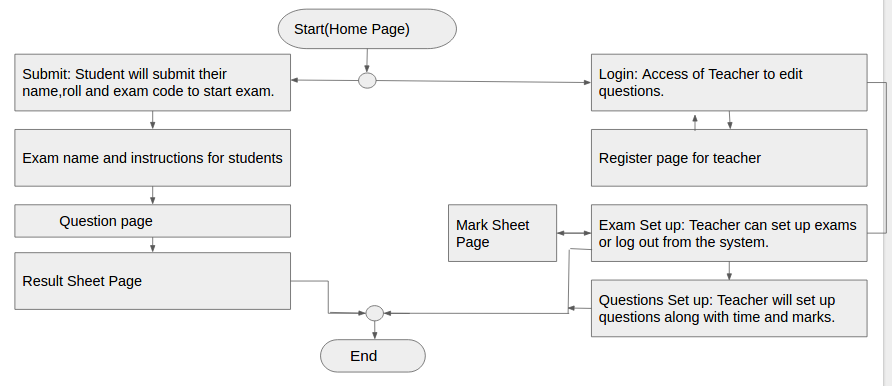 Start(Home Page)
Submit: Student will submit their
name,roll and exam code to start exam.
Login: Access of Teacher to edit
questions.
Exam name and instructions for students
Register page for teacher
Question page
Mark Sheet
Page
Exam Set up: Teacher can set up exams
or log out from the system.
Result Sheet Page
Questions Set up: Teacher will set up
questions along with time and marks.
End